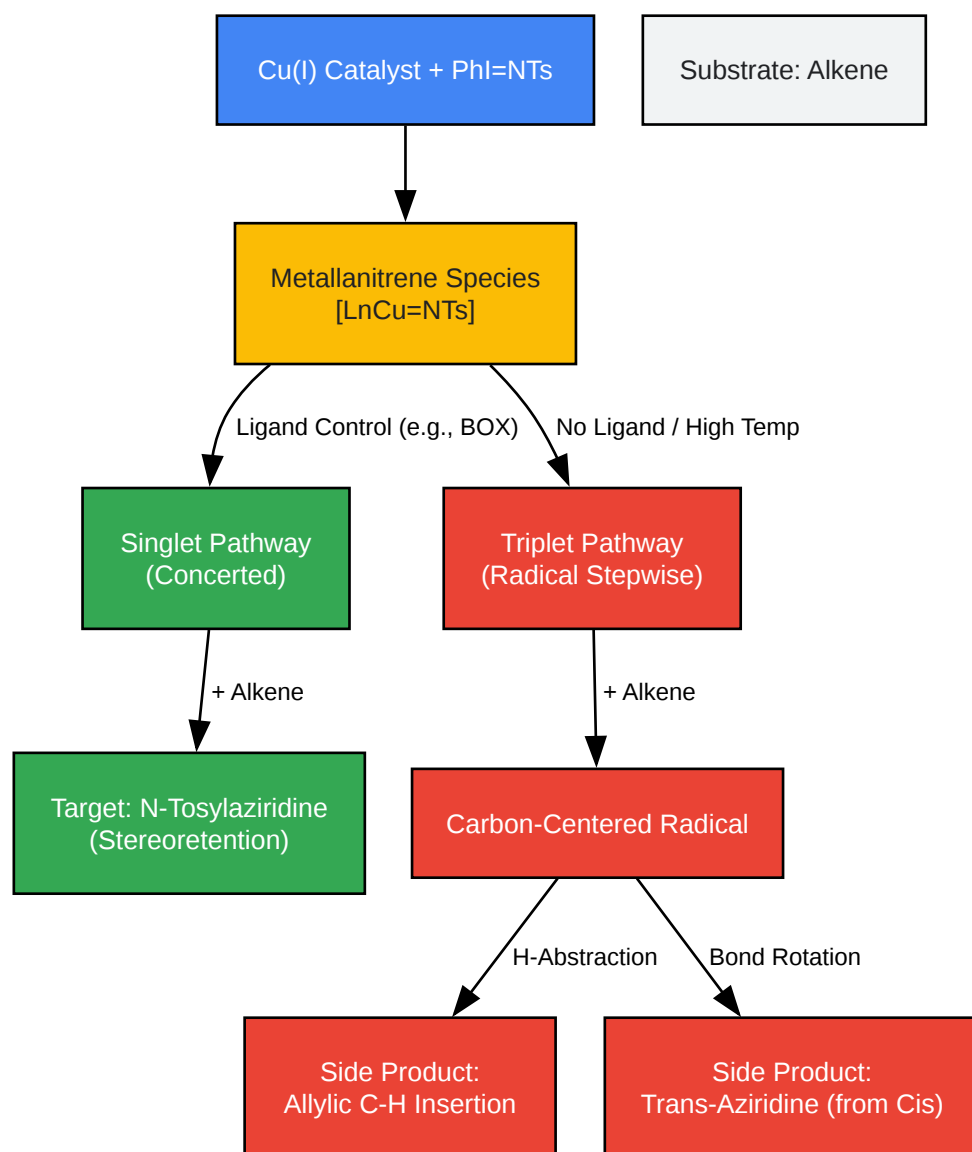 Cu(I) Catalyst + PhI=NTs
Substrate: Alkene
Metallanitrene Species
[LnCu=NTs]
Ligand Control (e.g., BOX)
No Ligand / High Temp
Singlet Pathway
(Concerted)
Triplet Pathway
(Radical Stepwise)
+ Alkene
+ Alkene
Target: N-Tosylaziridine
(Stereoretention)
Carbon-Centered Radical
H-Abstraction
Bond Rotation
Side Product:
Allylic C-H Insertion
Side Product:
Trans-Aziridine (from Cis)